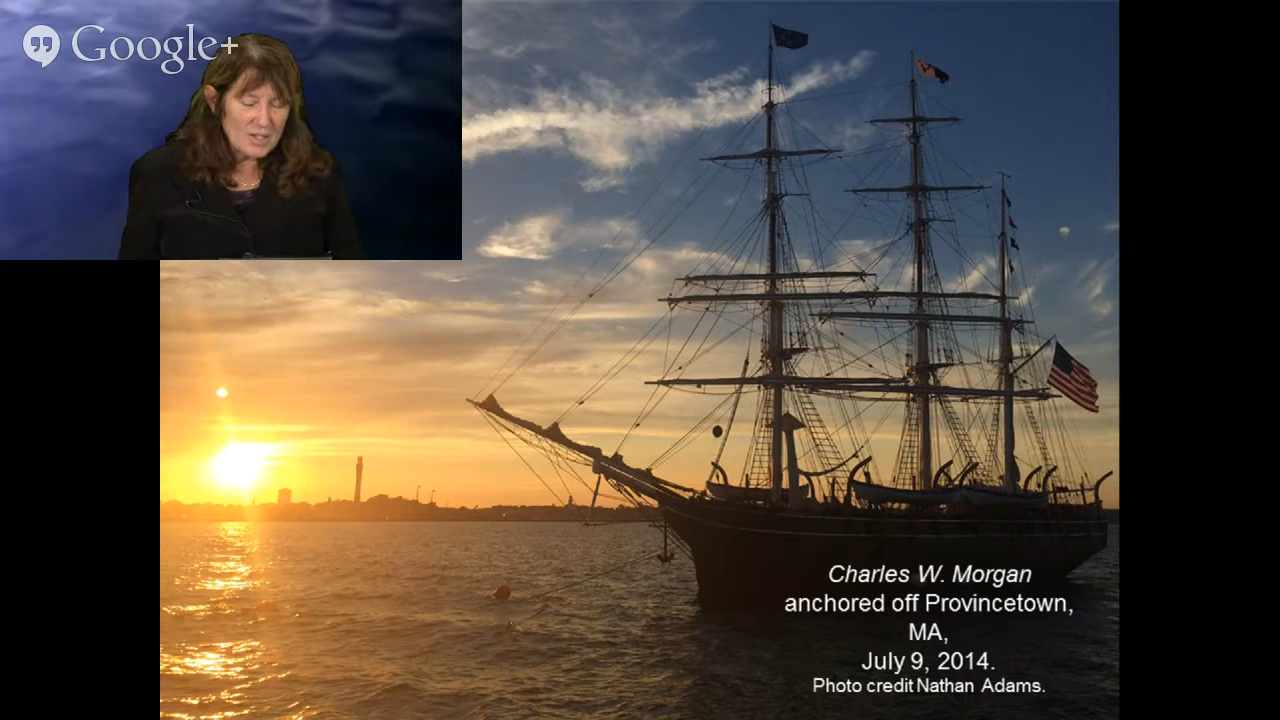 Google+
Charles W. Morgan
anchored off Provincetown,
MA,
July 9, 2014.
Photo credit Nathan Adams.